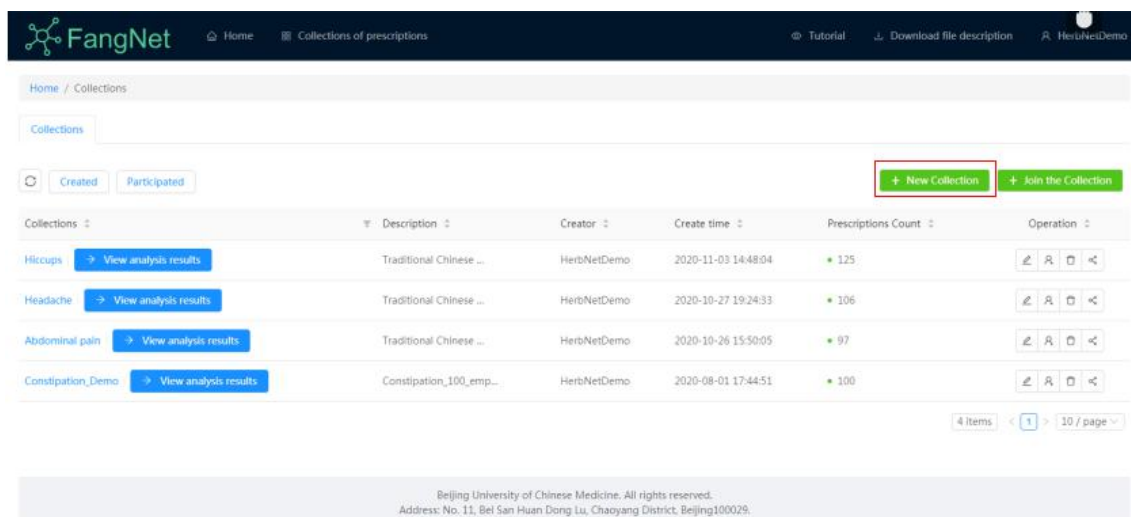 FangNet Home Collections of prescriptions Tutorial Download file description HerbNetDemo
Home / Collections
Collections
Created Participated + New Collection + Join the Collection
Collections Description Creator Create time Prescriptions Count Operation
Hiccups → View analysis results Traditional Chinese ... HerbNetDemo 2020-11-03 14:48:04 125
Headache → View analysis results Traditional Chinese ... HerbNetDemo 2020-10-27 19:24:33 106
Abdominal pain → View analysis results Traditional Chinese ... HerbNetDemo 2020-10-26 15:50:05 97
Constipation_Demo → View analysis results Constipation_100_emp... HerbNetDemo 2020-08-01 17:44:51 100
4 items < 1 > 10 / page
Beijing University of Chinese Medicine. All rights reserved.
Address: No. 11, Bei San Huan Dong Lu, Chaoyang District, Beijing100029.